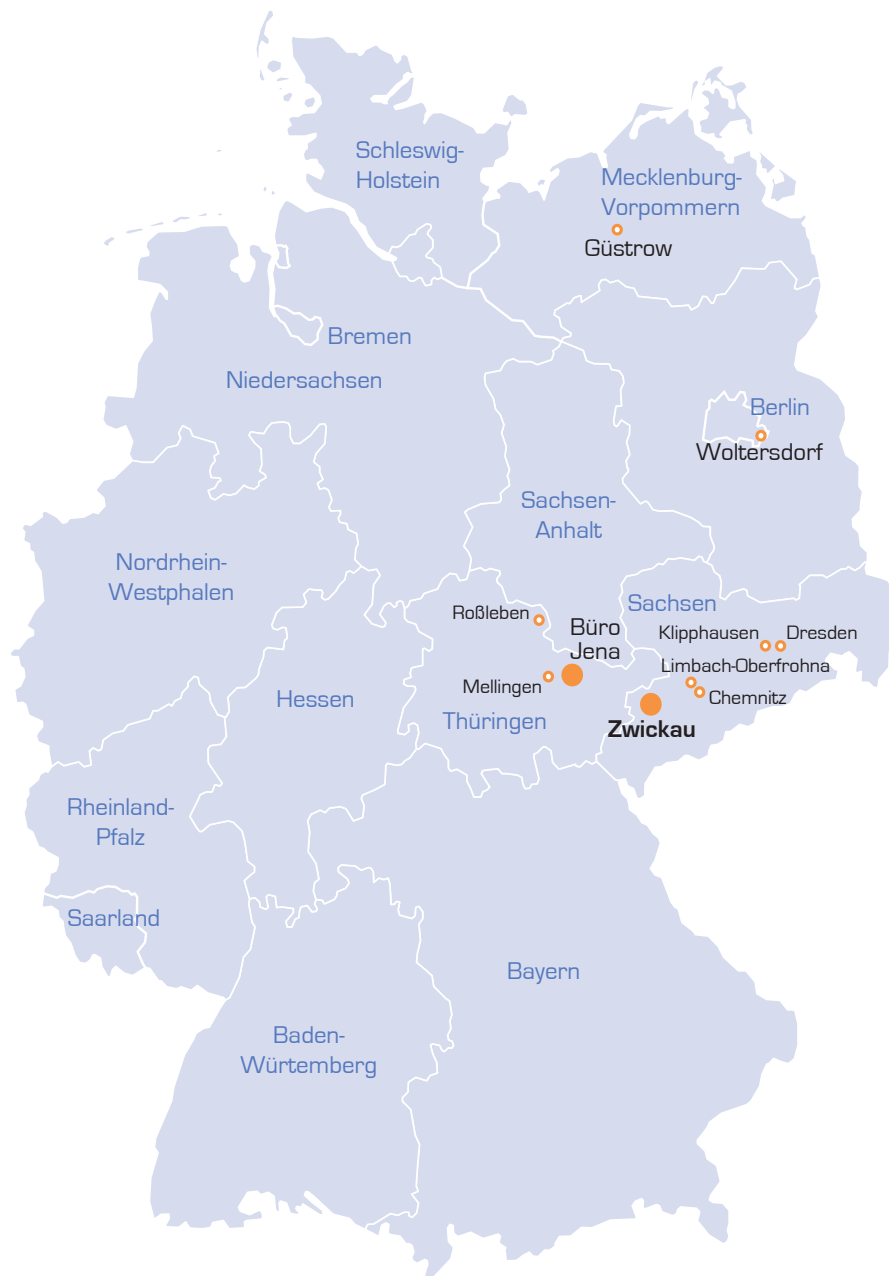 Schleswig-
Holstein
Mecklenburg-
Vorpommern
Güstrow
Bremen
Niedersachsen
Berlin
Woltersdorf
Sachsen-
Anhalt
Nordrhein-
Westphalen
Sachsen
Roßleben
Büro
Jena
Klipphausen
Dresden
Limbach-Oberfrohna
Mellingen
Chemnitz
Hessen
Thüringen
Zwickau
Rheinland-
Pfalz
Saarland
Bayern
Baden-
Würtemberg